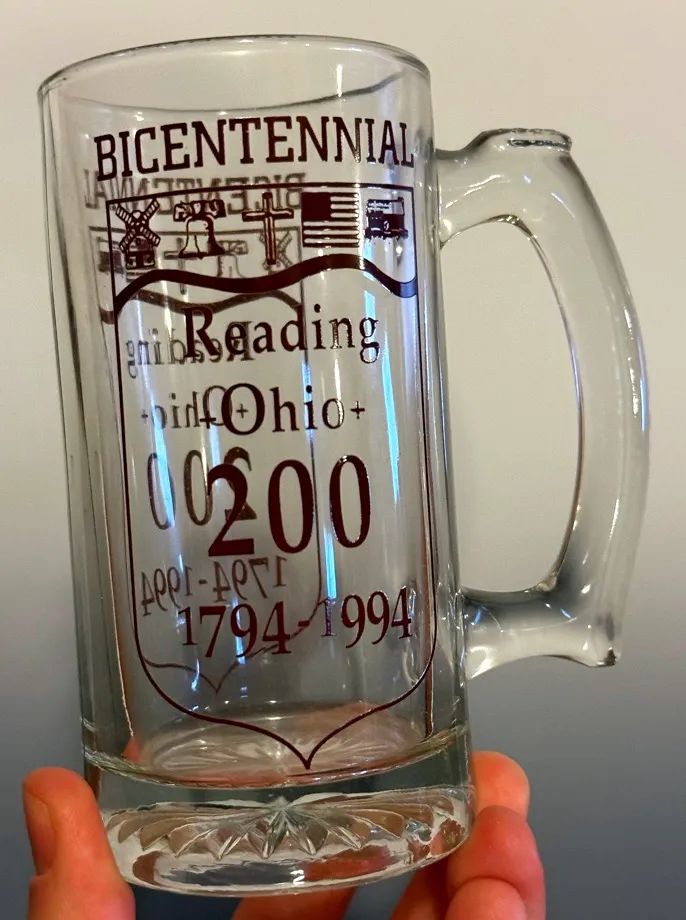 BICENTENNIAL
Reading
+Ohio+
200
1794-1994